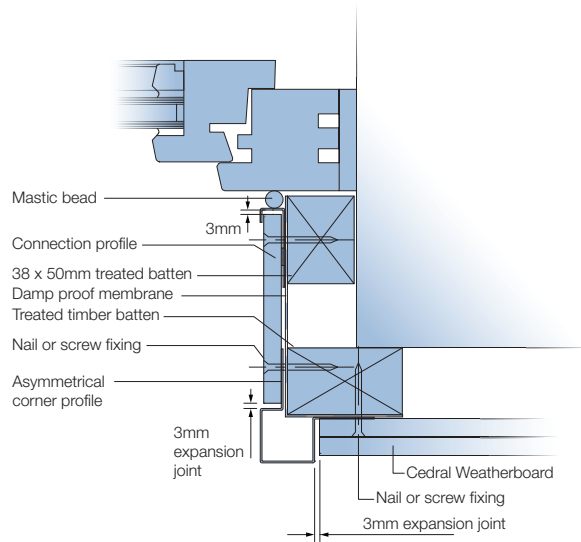 Mastic bead
3mm
Connection profile
38 x 50mm treated batten
Damp proof membrane
Treated timber batten
Nail or screw fixing
Asymmetrical
corner profile
3mm
expansion
joint
Cedral Weatherboard
Nail or screw fixing
3mm expansion joint